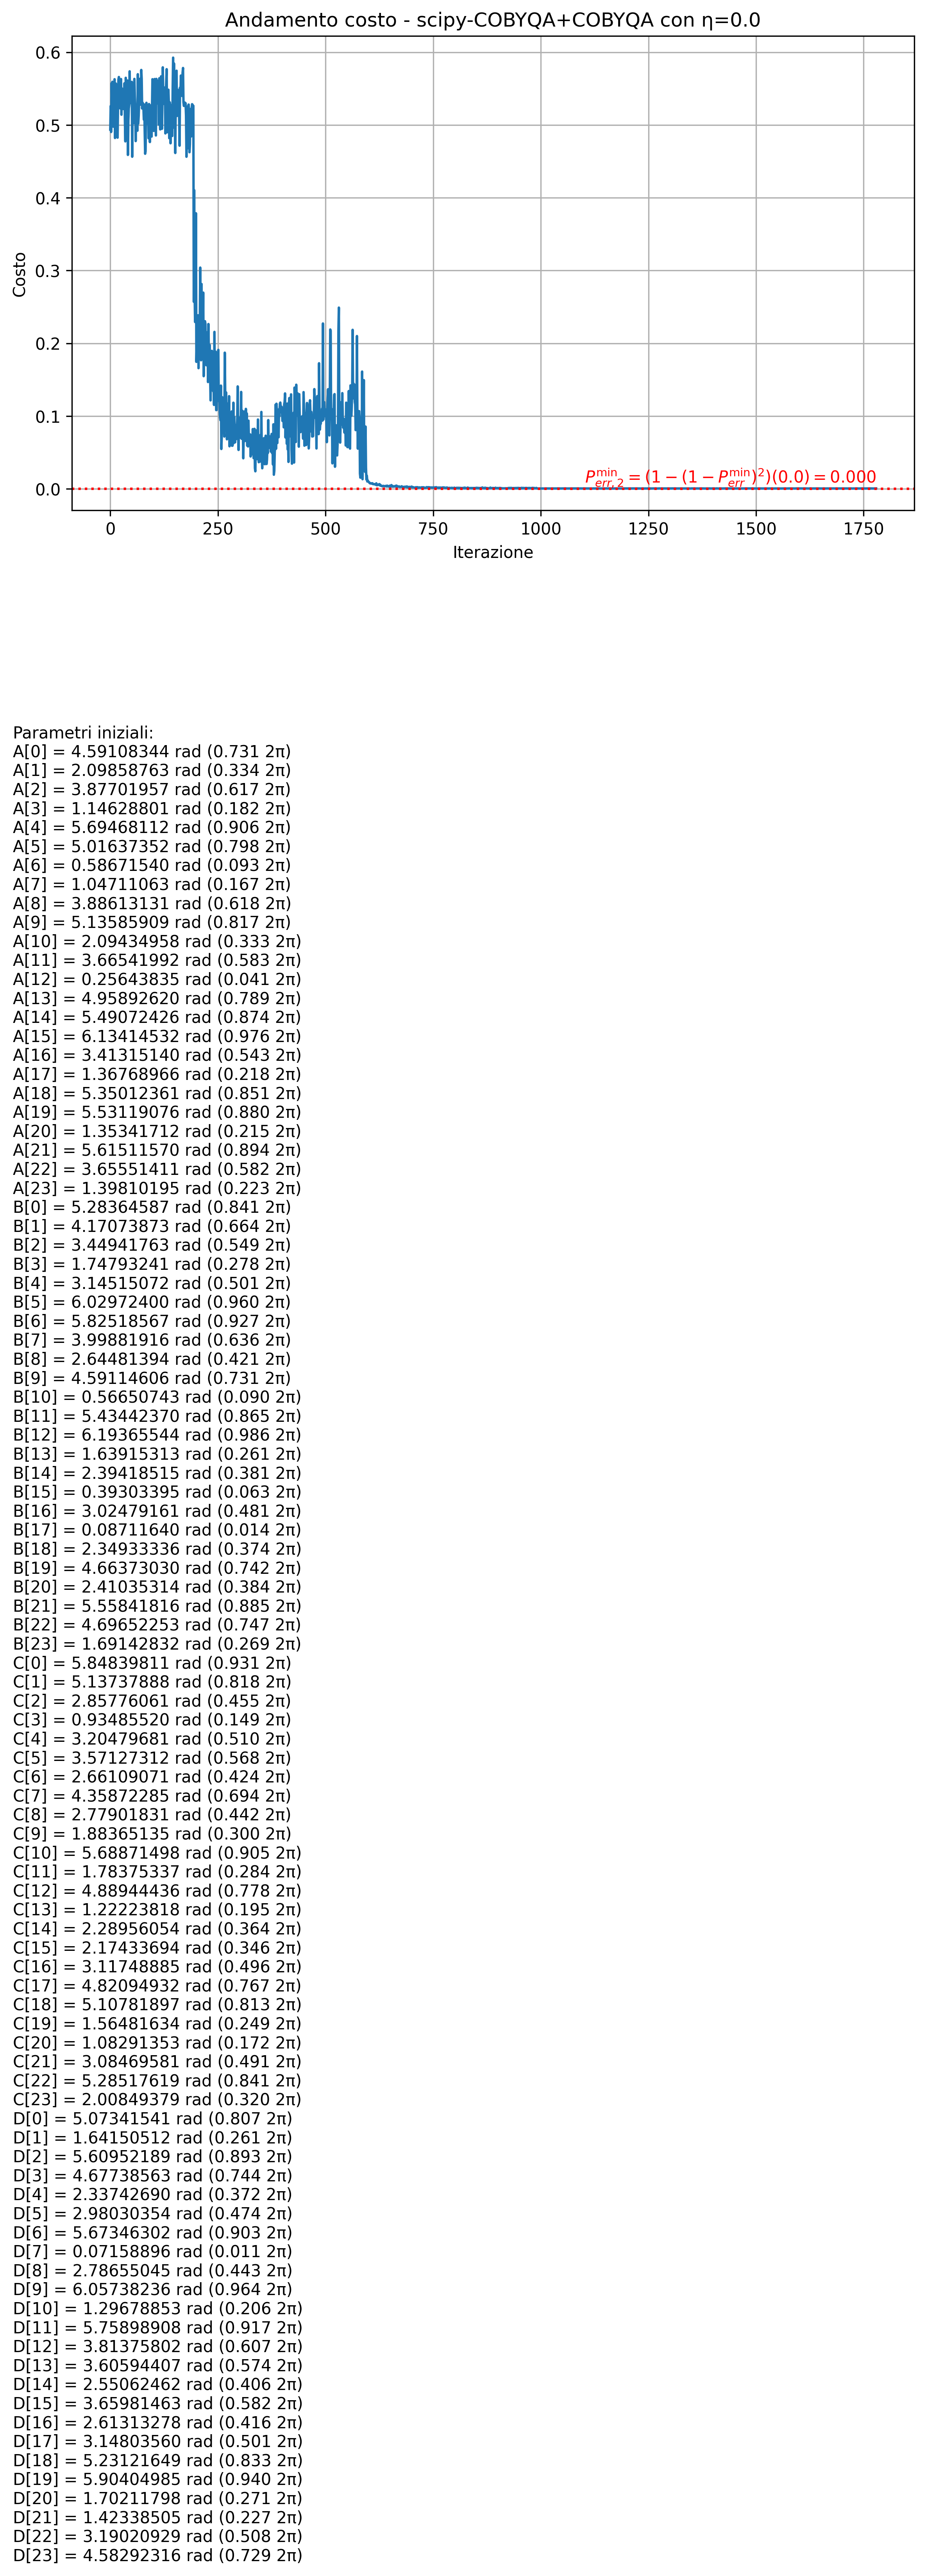 Andamento costo - scipy-COBYQA+COBYQA con η=0.0
0.6
0.5
0.4
0.3
0.2
0.1
0.0
Costo
P_{err,2}^{min} = (1 − (1 − P_{err}^{min})^2)(0.0) = 0.000
0 250 500 750 1000 1250 1500 1750
Iterazione
Parametri iniziali:
A[0] = 4.59108344 rad (0.731 2π)
A[1] = 2.09858763 rad (0.334 2π)
A[2] = 3.87701957 rad (0.617 2π)
A[3] = 1.14628801 rad (0.182 2π)
A[4] = 5.69468112 rad (0.906 2π)
A[5] = 5.01637352 rad (0.798 2π)
A[6] = 0.58671540 rad (0.093 2π)
A[7] = 1.04711063 rad (0.167 2π)
A[8] = 3.88613131 rad (0.618 2π)
A[9] = 5.13585909 rad (0.817 2π)
A[10] = 2.09434958 rad (0.333 2π)
A[11] = 3.66541992 rad (0.583 2π)
A[12] = 0.25643835 rad (0.041 2π)
A[13] = 4.95892620 rad (0.789 2π)
A[14] = 5.49072426 rad (0.874 2π)
A[15] = 6.13414532 rad (0.976 2π)
A[16] = 3.41315140 rad (0.543 2π)
A[17] = 1.36768966 rad (0.218 2π)
A[18] = 5.35012361 rad (0.851 2π)
A[19] = 5.53119076 rad (0.880 2π)
A[20] = 1.35341712 rad (0.215 2π)
A[21] = 5.61511570 rad (0.894 2π)
A[22] = 3.65551411 rad (0.582 2π)
A[23] = 1.39810195 rad (0.223 2π)
B[0] = 5.28364587 rad (0.841 2π)
B[1] = 4.17073873 rad (0.664 2π)
B[2] = 3.44941763 rad (0.549 2π)
B[3] = 1.74793241 rad (0.278 2π)
B[4] = 3.14515072 rad (0.501 2π)
B[5] = 6.02972400 rad (0.960 2π)
B[6] = 5.82518567 rad (0.927 2π)
B[7] = 3.99881916 rad (0.636 2π)
B[8] = 2.64481394 rad (0.421 2π)
B[9] = 4.59114606 rad (0.731 2π)
B[10] = 0.56650743 rad (0.090 2π)
B[11] = 5.43442370 rad (0.865 2π)
B[12] = 6.19365544 rad (0.986 2π)
B[13] = 1.63915313 rad (0.261 2π)
B[14] = 2.39418515 rad (0.381 2π)
B[15] = 0.39303395 rad (0.063 2π)
B[16] = 3.02479161 rad (0.481 2π)
B[17] = 0.08711640 rad (0.014 2π)
B[18] = 2.34933336 rad (0.374 2π)
B[19] = 4.66373030 rad (0.742 2π)
B[20] = 2.41035314 rad (0.384 2π)
B[21] = 5.55841816 rad (0.885 2π)
B[22] = 4.69652253 rad (0.747 2π)
B[23] = 1.69142832 rad (0.269 2π)
C[0] = 5.84839811 rad (0.931 2π)
C[1] = 5.13737888 rad (0.818 2π)
C[2] = 2.85776061 rad (0.455 2π)
C[3] = 0.93485520 rad (0.149 2π)
C[4] = 3.20479681 rad (0.510 2π)
C[5] = 3.57127312 rad (0.568 2π)
C[6] = 2.66109071 rad (0.424 2π)
C[7] = 4.35872285 rad (0.694 2π)
C[8] = 2.77901831 rad (0.442 2π)
C[9] = 1.88365135 rad (0.300 2π)
C[10] = 5.68871498 rad (0.905 2π)
C[11] = 1.78375337 rad (0.284 2π)
C[12] = 4.88944436 rad (0.778 2π)
C[13] = 1.22223818 rad (0.195 2π)
C[14] = 2.28956054 rad (0.364 2π)
C[15] = 2.17433694 rad (0.346 2π)
C[16] = 3.11748885 rad (0.496 2π)
C[17] = 4.82094932 rad (0.767 2π)
C[18] = 5.10781897 rad (0.813 2π)
C[19] = 1.56481634 rad (0.249 2π)
C[20] = 1.08291353 rad (0.172 2π)
C[21] = 3.08469581 rad (0.491 2π)
C[22] = 5.28517619 rad (0.841 2π)
C[23] = 2.00849379 rad (0.320 2π)
D[0] = 5.07341541 rad (0.807 2π)
D[1] = 1.64150512 rad (0.261 2π)
D[2] = 5.60952189 rad (0.893 2π)
D[3] = 4.67738563 rad (0.744 2π)
D[4] = 2.33742690 rad (0.372 2π)
D[5] = 2.98030354 rad (0.474 2π)
D[6] = 5.67346302 rad (0.903 2π)
D[7] = 0.07158896 rad (0.011 2π)
D[8] = 2.78655045 rad (0.443 2π)
D[9] = 6.05738236 rad (0.964 2π)
D[10] = 1.29678853 rad (0.206 2π)
D[11] = 5.75898908 rad (0.917 2π)
D[12] = 3.81375802 rad (0.607 2π)
D[13] = 3.60594407 rad (0.574 2π)
D[14] = 2.55062462 rad (0.406 2π)
D[15] = 3.65981463 rad (0.582 2π)
D[16] = 2.61313278 rad (0.416 2π)
D[17] = 3.14803560 rad (0.501 2π)
D[18] = 5.23121649 rad (0.833 2π)
D[19] = 5.90404985 rad (0.940 2π)
D[20] = 1.70211798 rad (0.271 2π)
D[21] = 1.42338505 rad (0.227 2π)
D[22] = 3.19020929 rad (0.508 2π)
D[23] = 4.58292316 rad (0.729 2π)